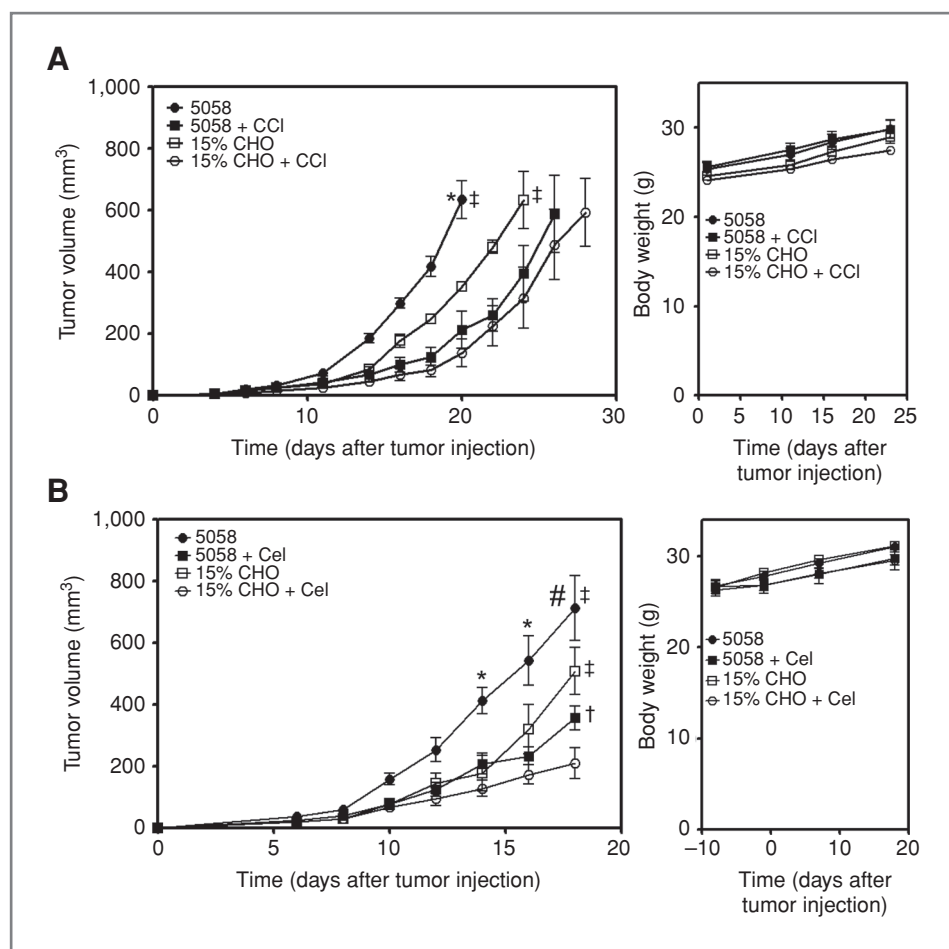 A
1,000
800
600
400
200
0
Tumor volume (mm³)
5058
5058 + CCl
15% CHO
15% CHO + CCl
*
‡
‡
0
10
20
30
Time (days after tumor injection)
30
20
10
0
Body weight (g)
5058
5058 + CCl
15% CHO
15% CHO + CCl
0 5 10 15 20 25
Time (days after
tumor injection)
B
1,000
800
600
400
200
0
Tumor volume (mm³)
5058
5058 + Cel
15% CHO
15% CHO + Cel
# ‡
*
*
‡
†
0 5 10 15 20
Time (days after tumor injection)
30
20
10
0
Body weight (g)
5058
5058 + Cel
15% CHO
15% CHO + Cel
–10 0 10 20
Time (days after
tumor injection)